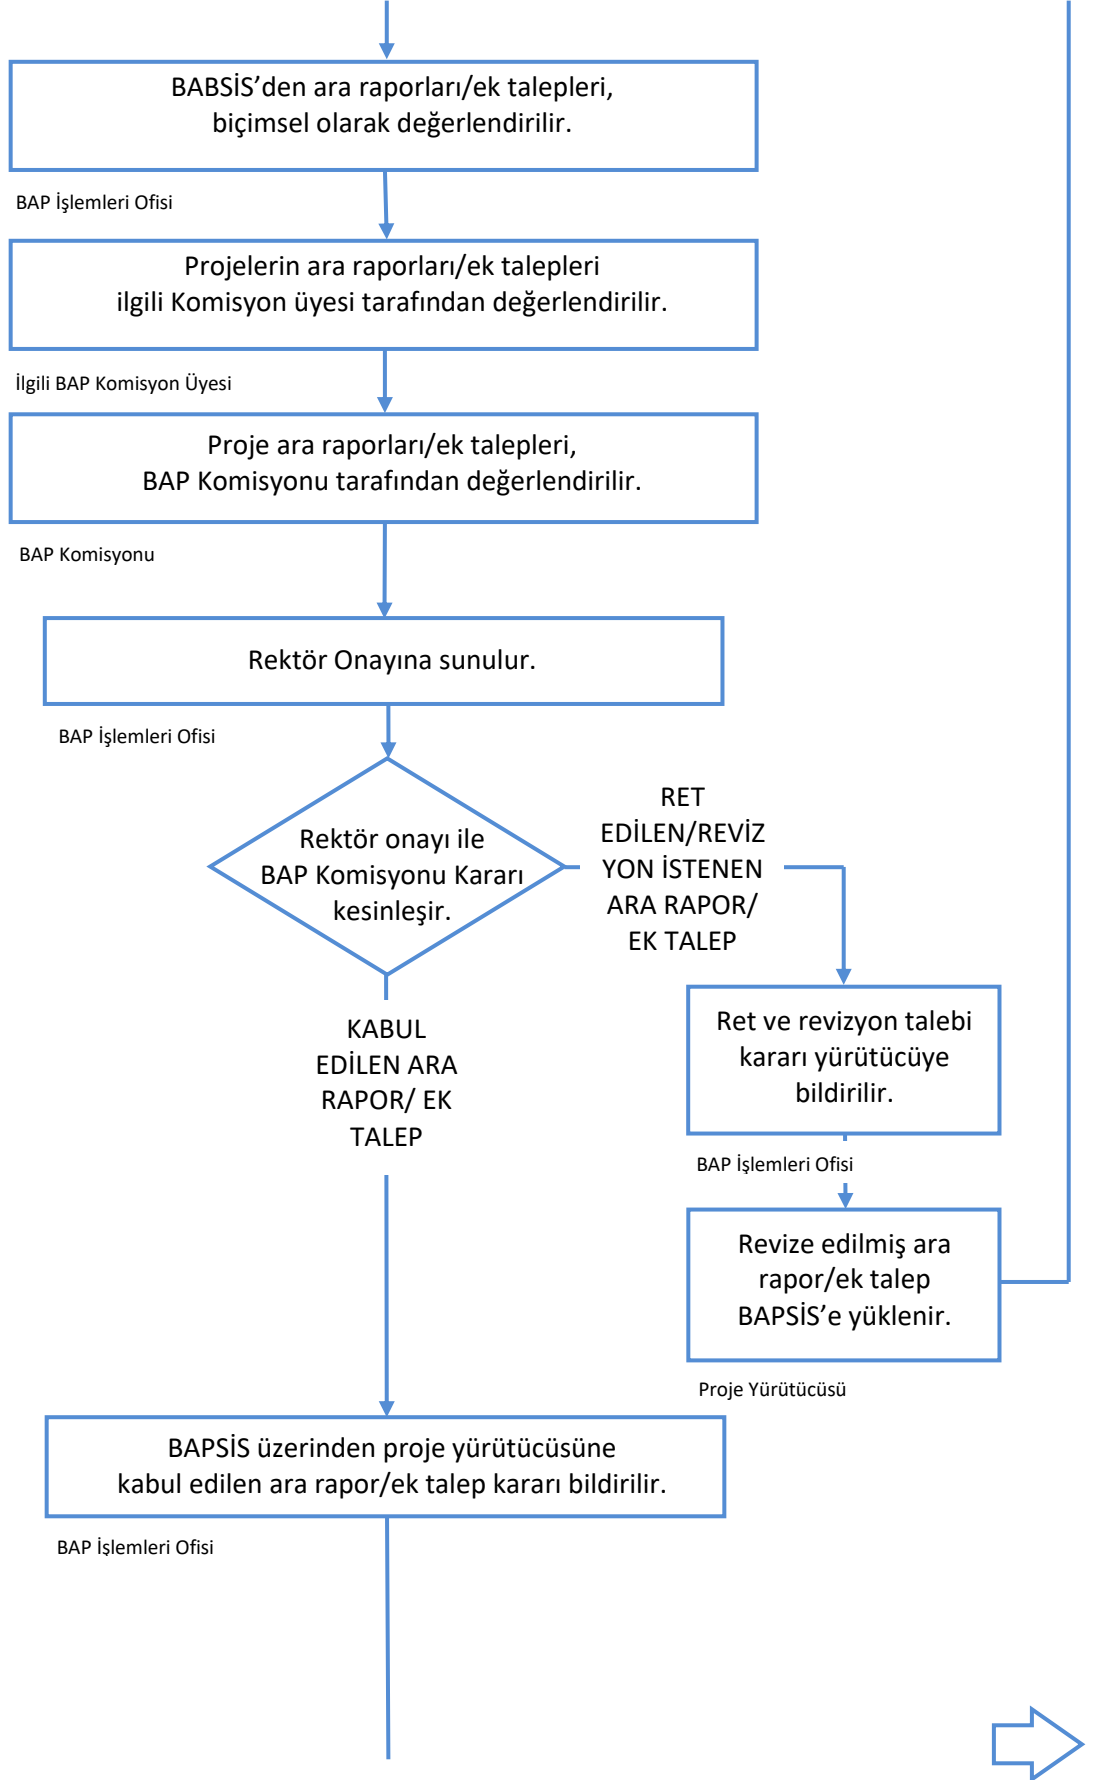 BABSİS’den ara raporları/ek talepleri,
biçimsel olarak değerlendirilir.
BAP İşlemleri Ofisi
Projelerin ara raporları/ek talepleri
ilgili Komisyon üyesi tarafından değerlendirilir.
İlgili BAP Komisyon Üyesi
Proje ara raporları/ek talepleri,
BAP Komisyonu tarafından değerlendirilir.
BAP Komisyonu
Rektör Onayına sunulur.
BAP İşlemleri Ofisi
Rektör onayı ile
BAP Komisyonu Kararı
kesinleşir.
RET
EDİLEN/REVİZ
YON İSTENEN
ARA RAPOR/
EK TALEP
KABUL
EDİLEN ARA
RAPOR/ EK
TALEP
Ret ve revizyon talebi
kararı yürütücüye
bildirilir.
BAP İşlemleri Ofisi
Revize edilmiş ara
rapor/ek talep
BAPSİS’e yüklenir.
Proje Yürütücüsü
BAPSİS üzerinden proje yürütücüsüne
kabul edilen ara rapor/ek talep kararı bildirilir.
BAP İşlemleri Ofisi